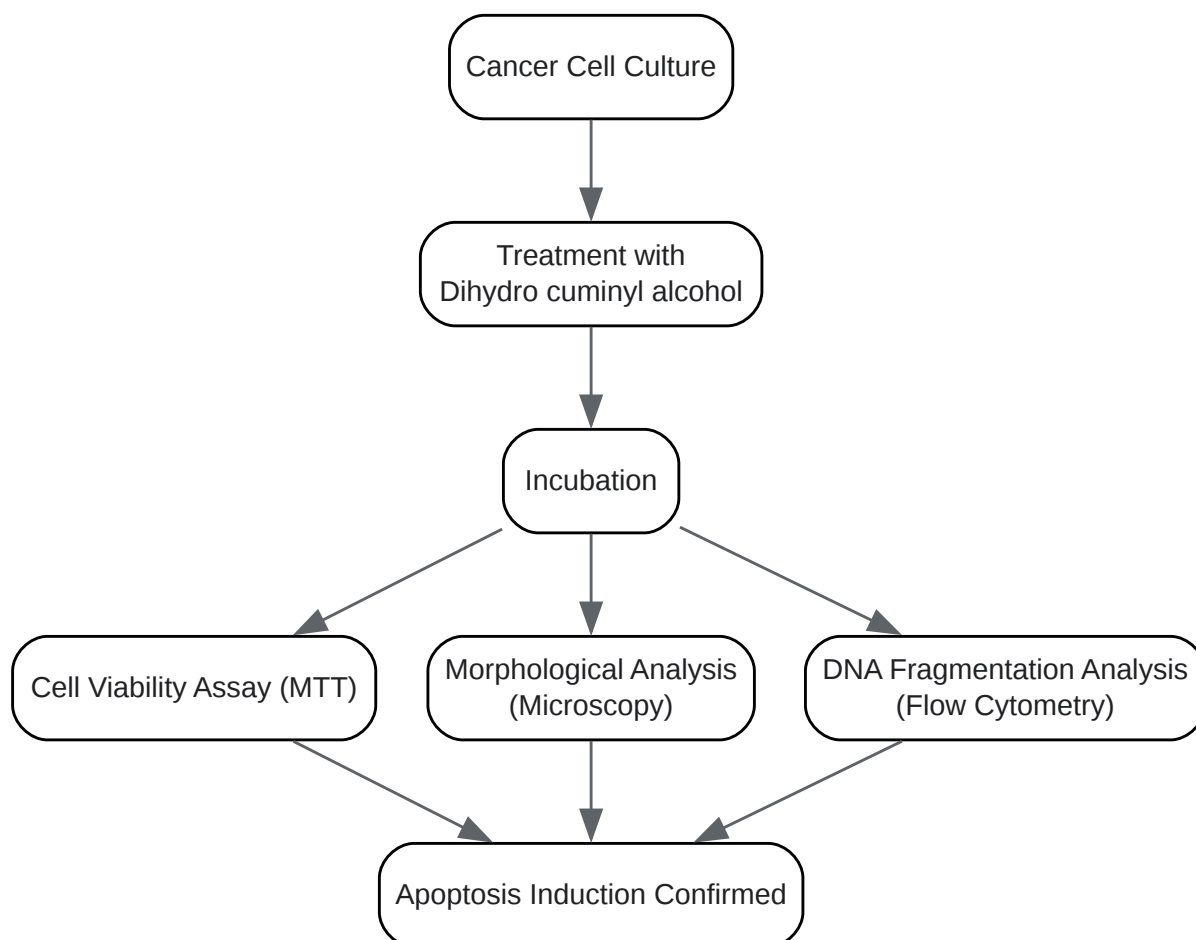 Cancer Cell Culture
Treatment with
Dihydro cuminyl alcohol
Incubation
Cell Viability Assay (MTT)
Morphological Analysis
(Microscopy)
DNA Fragmentation Analysis
(Flow Cytometry)
Apoptosis Induction Confirmed